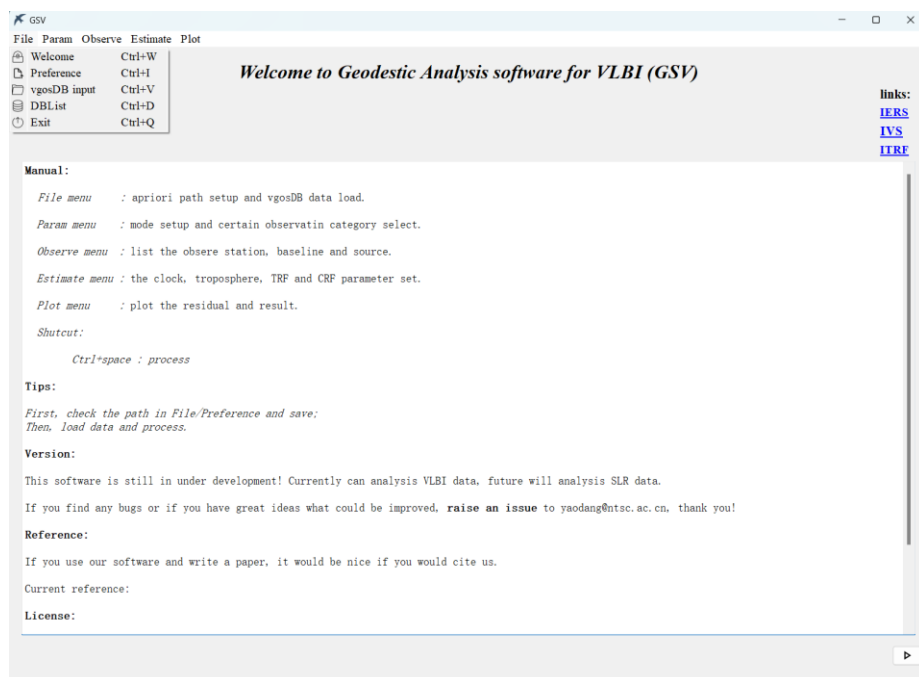 GSV
File Param Observe Estimate Plot
Welcome Ctrl+W
Preference Ctrl+I
vgosDB input Ctrl+V
DBList Ctrl+D
Exit Ctrl+Q
Welcome to Geodestic Analysis software for VLBI (GSV)
links:
IERS
IVS
ITRF
Manual:
File menu : apriori path setup and vgosDB data load.
Param menu : mode setup and certain observatin category select.
Observe menu : list the obsere station, baseline and source.
Estimate menu : the clock, troposphere, TRF and CRF parameter set.
Plot menu : plot the residual and result.
Shutcut:
Ctrl+space : process
Tips:
First, check the path in File/Preference and save;
Then, load data and process.
Version:
This software is still in under development! Currently can analysis VLBI data, future will analysis SLR data.
If you find any bugs or if you have great ideas what could be improved, raise an issue to yaodang@ntsc.ac.cn, thank you!
Reference:
If you use our software and write a paper, it would be nice if you would cite us.
Current reference:
License: